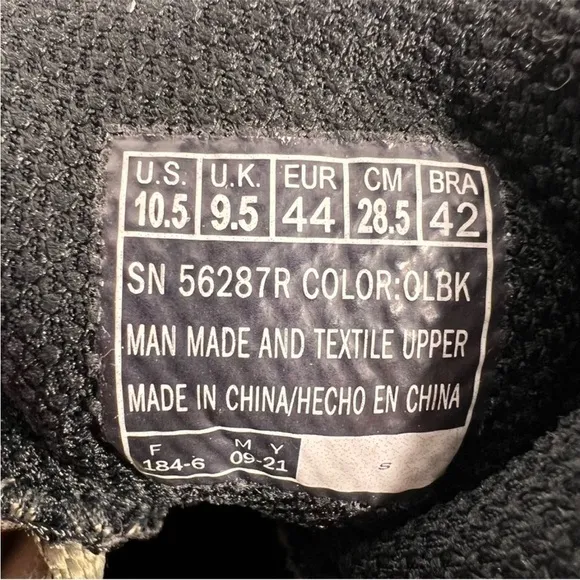 U.S. U.K. EUR CM BRA
10.5 9.5 44 28.5 42
SN 56287R COLOR:OLBK
MAN MADE AND TEXTILE UPPER
MADE IN CHINA/HECHO EN CHINA
F M Y
184-6 09-21 S